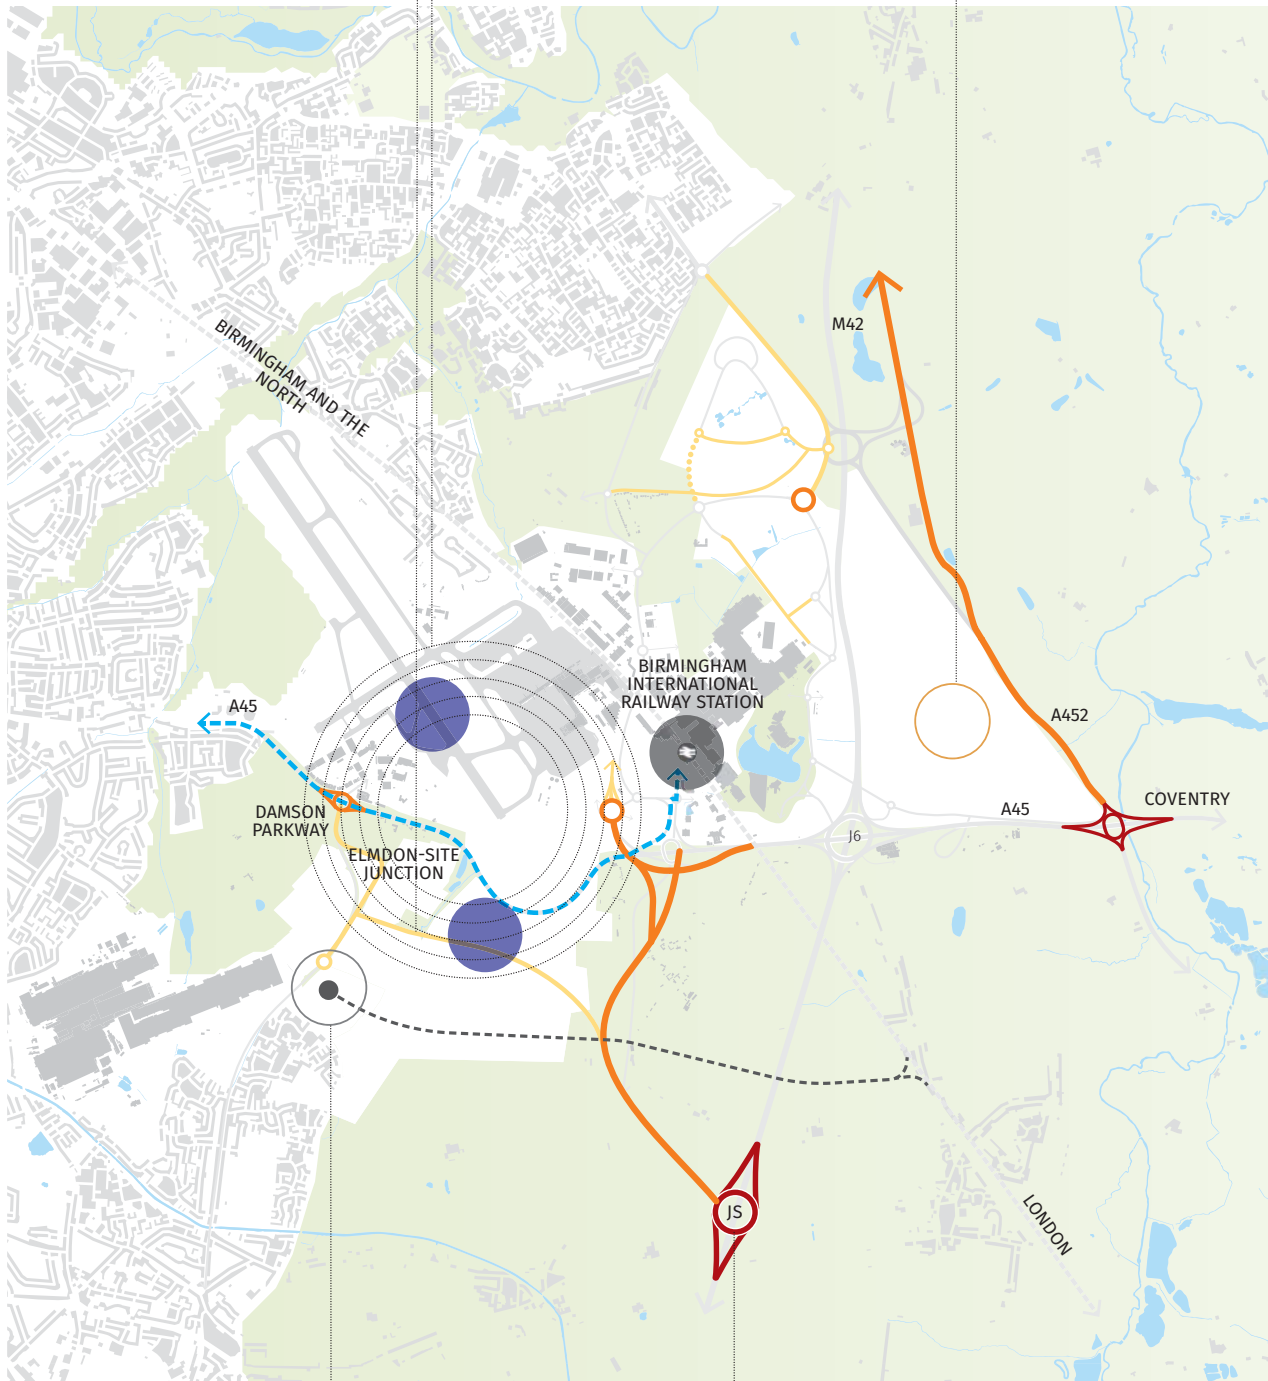 M42
BIRMINGHAM AND THE
NORTH
BIRMINGHAM
INTERNATIONAL
RAILWAY STATION
A45
A452
DAMSON
PARKWAY
ELMDON-SITE
JUNCTION
A45
COVENTRY
J6
JS
LONDON